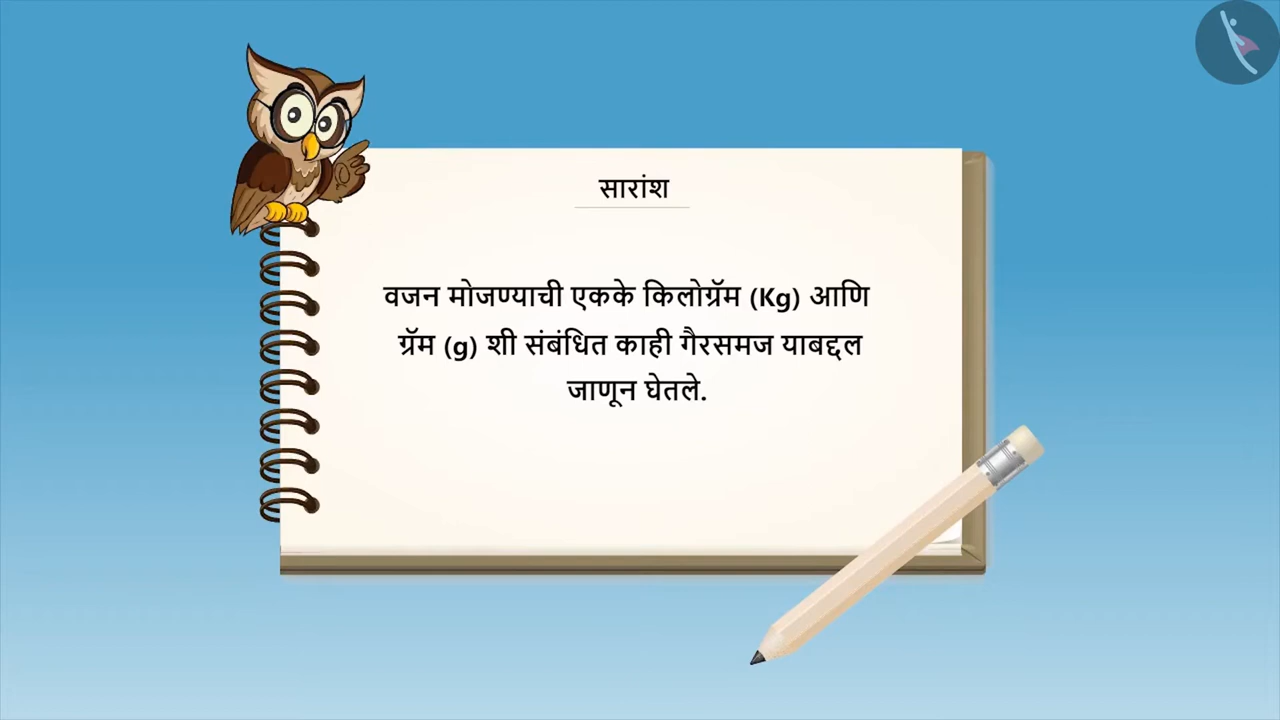 सारांश
वजन मोजण्याची एकके किलोग्रॅम (Kg) आणि
ग्रॅम (g) शी संबंधित काही गैरसमज याबद्दल
जाणून घेतले.